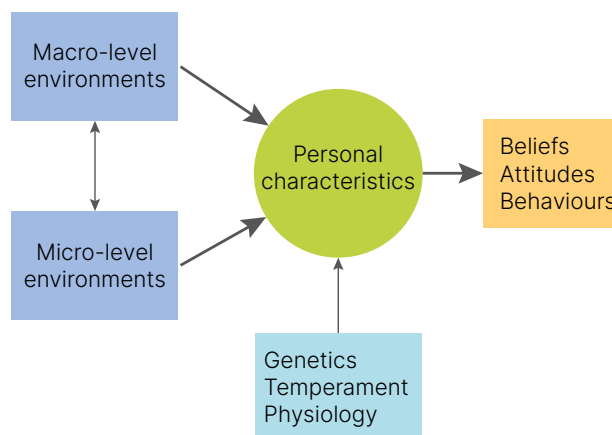 Macro-level
environments
Personal
characteristics
Beliefs
Attitudes
Behaviours
Micro-level
environments
Genetics
Temperament
Physiology